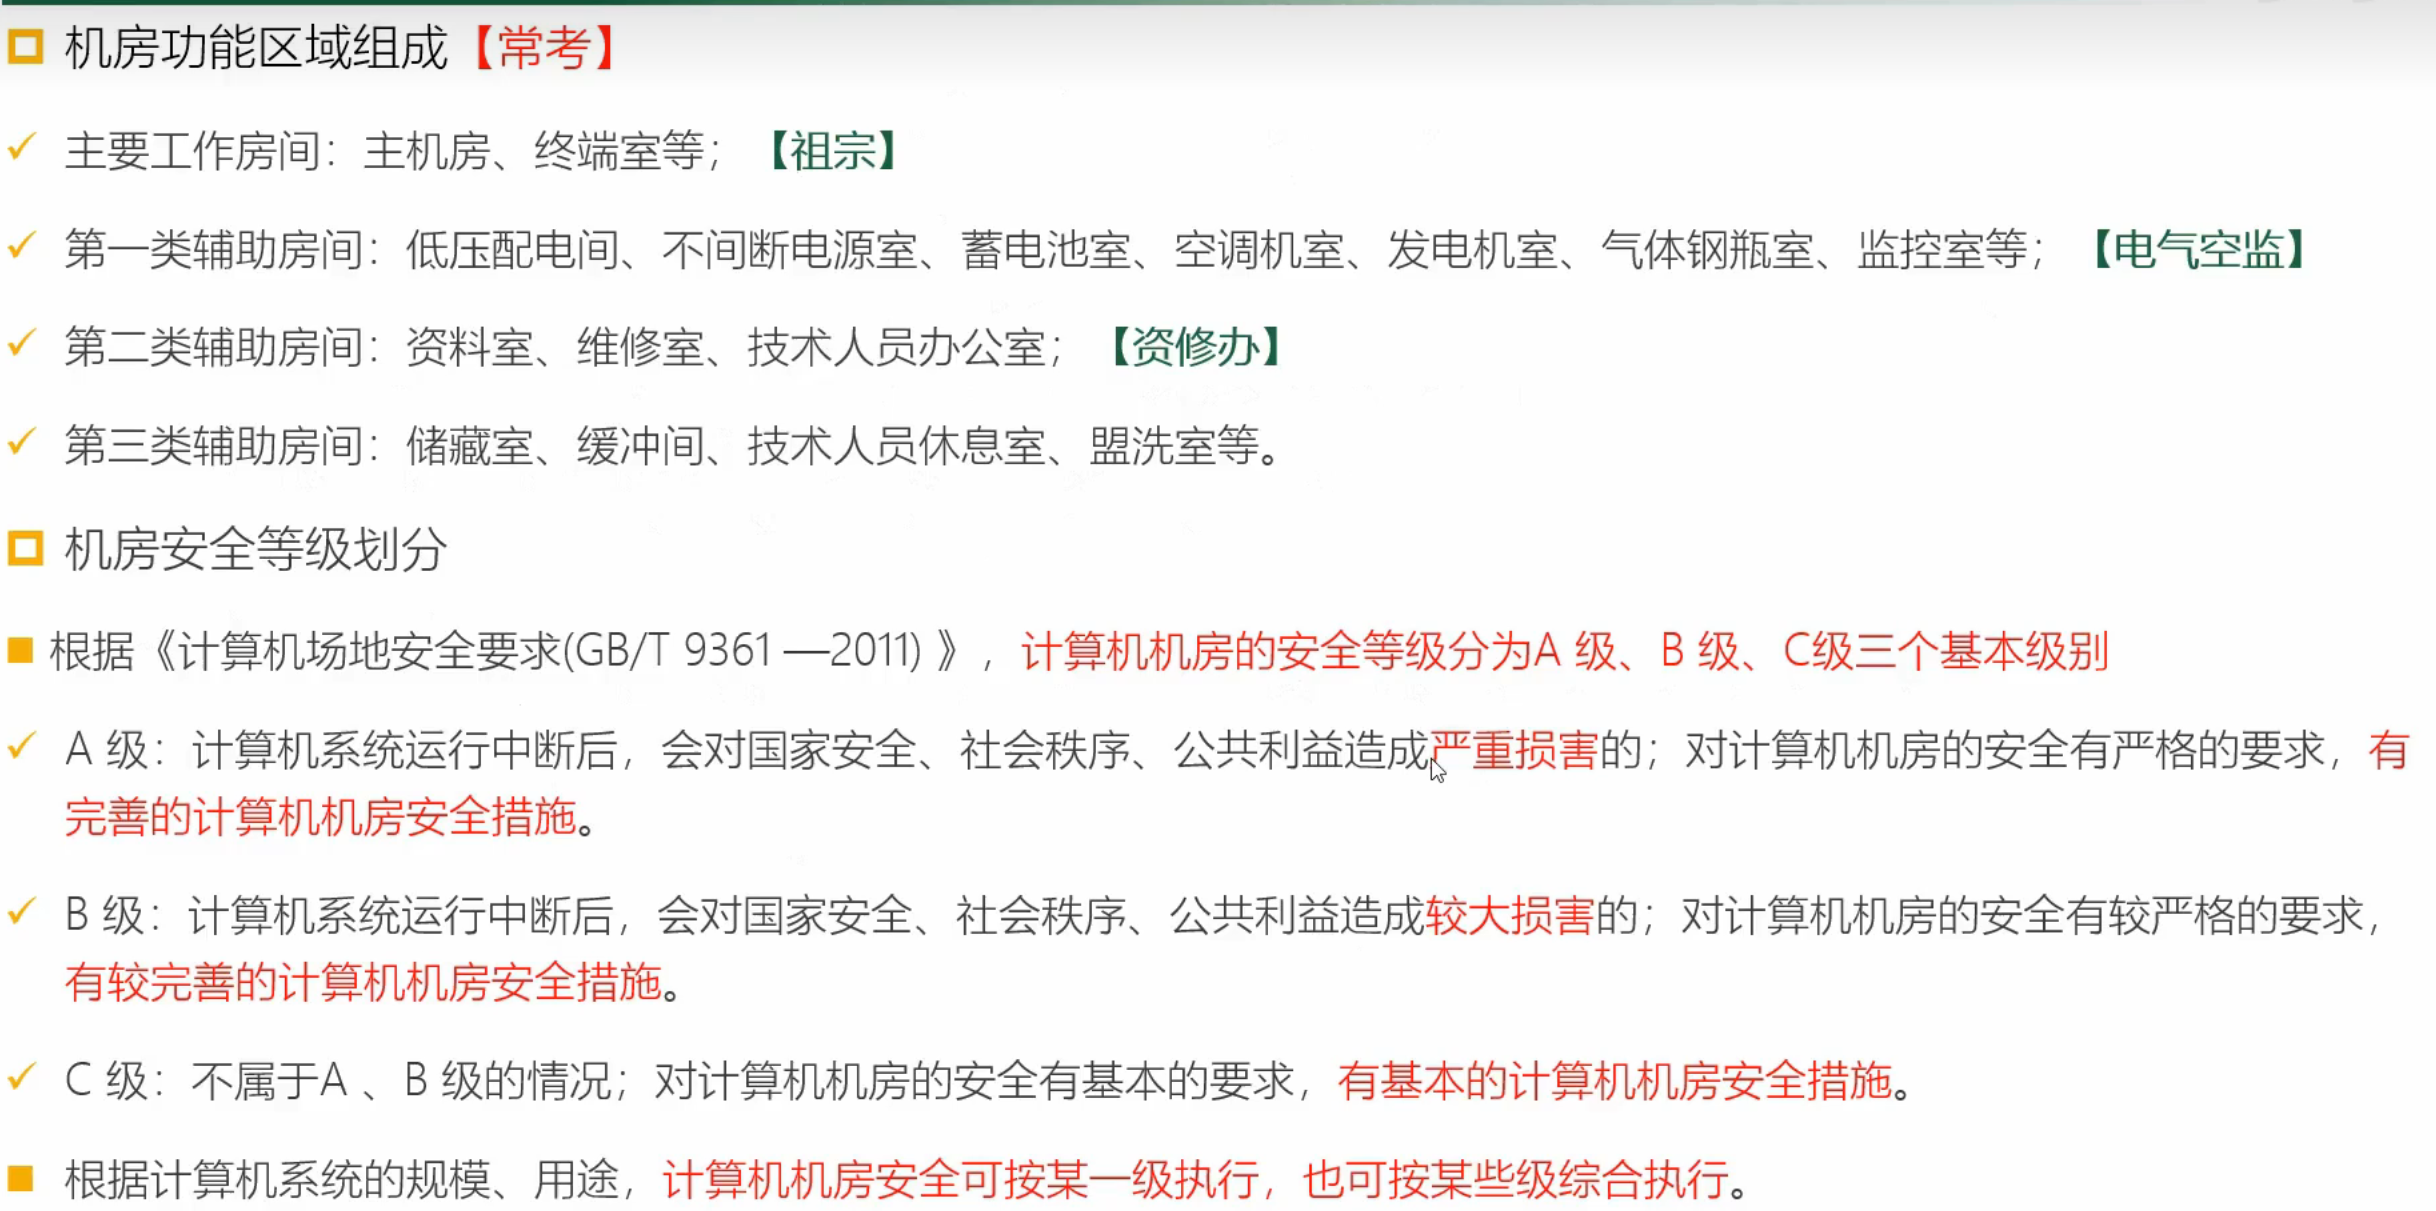 机房功能区域组成【常考】
主要工作房间：主机房、终端室等；【祖宗】
第一类辅助房间：低压配电间、不间断电源室、蓄电池室、空调机室、发电机室、气体钢瓶室、监控室等；【电气空监】
第二类辅助房间：资料室、维修室、技术人员办公室；【资修办】
第三类辅助房间：储藏室、缓冲间、技术人员休息室、盟洗室等。
机房安全等级划分
根据《计算机场地安全要求(GB/T 9361 —2011) 》，计算机机房的安全等级分为A 级、B 级、C级三个基本级别
A 级：计算机系统运行中断后，会对国家安全、社会秩序、公共利益造成严重损害的；对计算机机房的安全有严格的要求，有
完善的计算机机房安全措施。
B 级：计算机系统运行中断后，会对国家安全、社会秩序、公共利益造成较大损害的；对计算机机房的安全有较严格的要求，
有较完善的计算机机房安全措施。
C 级：不属于A 、B 级的情况；对计算机机房的安全有基本的要求，有基本的计算机机房安全措施。
根据计算机系统的规模、用途，计算机机房安全可按某一级执行，也可按某些级综合执行。